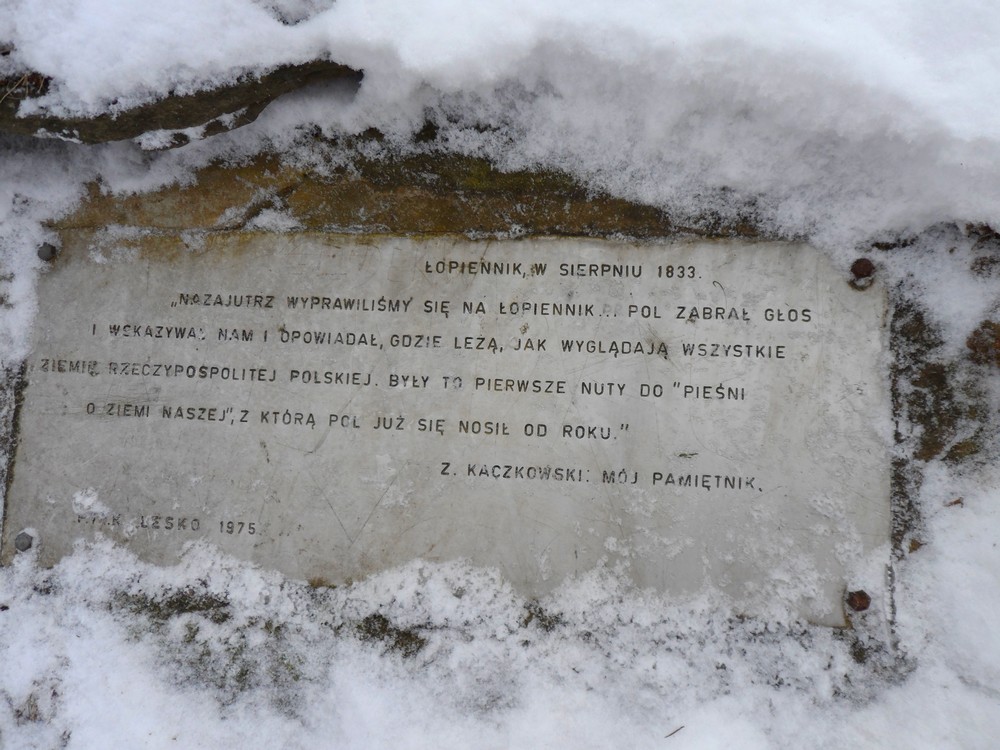 ŁOPIENNIK, W SIERPNIU 1833.
„NAZAJUTRZ WYPRAWILIŚMY SIĘ NA ŁOPIENNIK... POL ZABRAŁ GŁOS
I WSKAZYWAŁ NAM I OPOWIADAŁ, GDZIE LEŻĄ, JAK WYGLĄDAJĄ WSZYSTKIE
ZIEMIE RZECZYPOSPOLITEJ POLSKIEJ. BYŁY TO PIERWSZE NUTY DO "PIEŚNI
O ZIEMI NASZEJ", Z KTÓRĄ POL JUŻ SIĘ NOSIŁ OD ROKU."
Z. KACZKOWSKI: MÓJ PAMIĘTNIK.
LESKO 1975